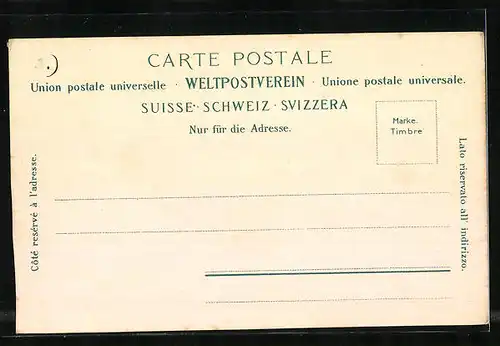 CARTE POSTALE
Union postale universelle · WELTPOSTVEREIN · Unione postale universale.
SUISSE · SCHWEIZ · SVIZZERA
Nur für die Adresse.
Marke.
Timbre
Côté resérvé à l'adresse.
Lato riservato all' indirizzo.